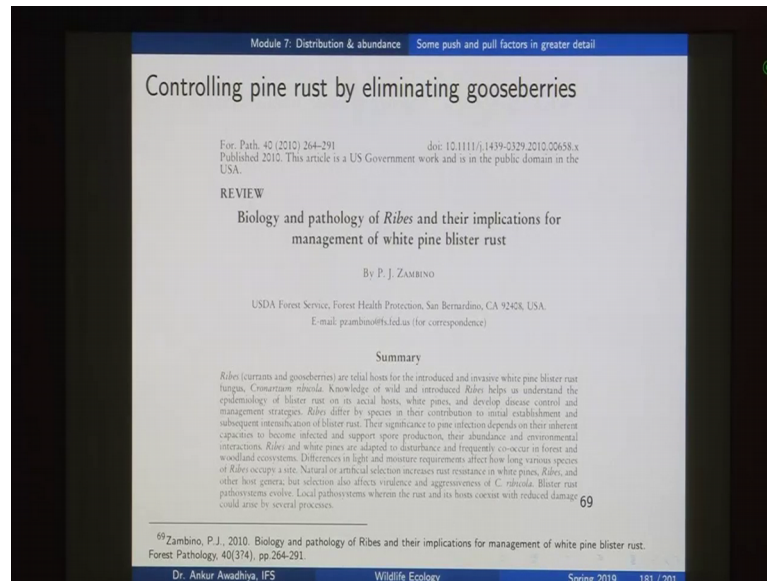 Module 7: Distribution & abundance Some push and pull factors in greater detail
Controlling pine rust by eliminating gooseberries
For. Path. 40 (2010) 264–291 doi: 10.1111/j.1439-0329.2010.00658.x
Published 2010. This article is a US Government work and is in the public domain in the
USA.
REVIEW
Biology and pathology of Ribes and their implications for
management of white pine blister rust
By P. J. ZAMBINO
USDA Forest Service, Forest Health Protection, San Bernardino, CA 92408, USA.
E-mail: pzambino@fs.fed.us (for correspondence)
Summary
Ribes (currants and gooseberries) are telial hosts for the introduced and invasive white pine blister rust
fungus, Cronartium ribicola. Knowledge of wild and introduced Ribes helps us understand the
epidemiology of blister rust on its aecial hosts, white pines, and develop disease control and
management strategies. Ribes differ by species in their contribution to initial establishment and
subsequent intensification of blister rust. Their significance to pine infection depends on their inherent
capacities to become infected and support spore production, their abundance and environmental
interactions. Ribes and white pines are adapted to disturbance and frequently co-occur in forest and
woodland ecosystems. Differences in light and moisture requirements affect how long various species
of Ribes occupy a site. Natural or artificial selection increases rust resistance in white pines, Ribes, and
other host genera; but selection also affects virulence and aggressiveness of C. ribicola. Blister rust
pathosystems evolve. Local pathosystems wherein the rust and its hosts coexist with reduced damage
could arise by several processes. 69
69 Zambino, P.J., 2010. Biology and pathology of Ribes and their implications for management of white pine blister rust.
Forest Pathology, 40(3‐4), pp.264-291.
Dr. Ankur Awadhiya, IFS Wildlife Ecology Spring 2019 181 / 201